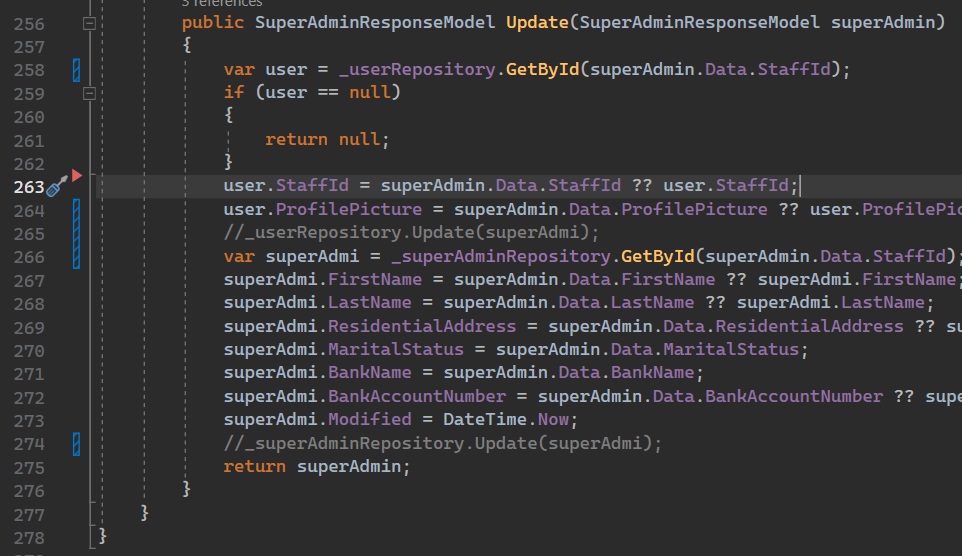 3 references
256 public SuperAdminResponseModel Update(SuperAdminResponseModel superAdmin)
257 {
258 var user = _userRepository.GetById(superAdmin.Data.StaffId);
259 if (user == null)
260 {
261 return null;
262 }
263 user.StaffId = superAdmin.Data.StaffId ?? user.StaffId;
264 user.ProfilePicture = superAdmin.Data.ProfilePicture ?? user.ProfilePic
265 //_userRepository.Update(superAdmi);
266 var superAdmi = _superAdminRepository.GetById(superAdmin.Data.StaffId);
267 superAdmi.FirstName = superAdmin.Data.FirstName ?? superAdmi.FirstName;
268 superAdmi.LastName = superAdmin.Data.LastName ?? superAdmi.LastName;
269 superAdmi.ResidentialAddress = superAdmin.Data.ResidentialAddress ?? su
270 superAdmi.MaritalStatus = superAdmin.Data.MaritalStatus;
271 superAdmi.BankName = superAdmin.Data.BankName;
272 superAdmi.BankAccountNumber = superAdmin.Data.BankAccountNumber ?? supe
273 superAdmi.Modified = DateTime.Now;
274 //_superAdminRepository.Update(superAdmi);
275 return superAdmin;
276 }
277 }
278 }